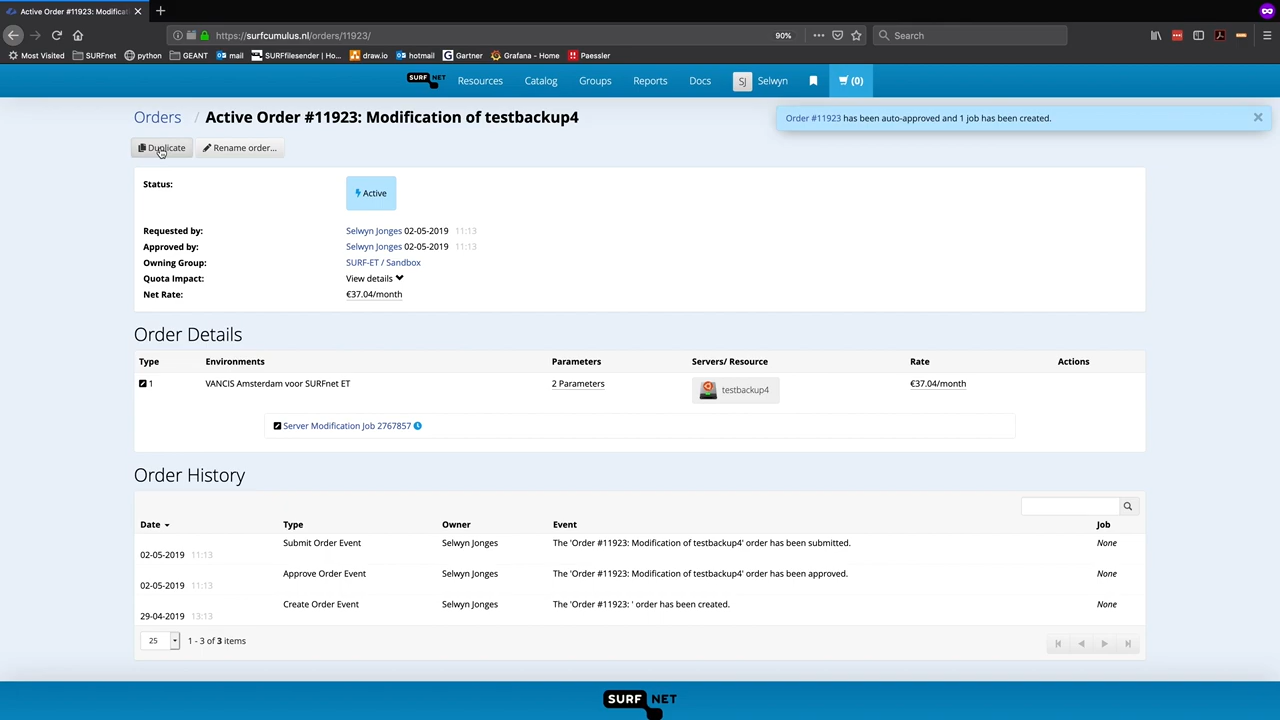 Active Order #11923: Modificati
https://surfcumulus.nl/orders/11923/
90%
Search
Most Visited SURFnet python GEANT mail SURFfilesender | Ho... draw.io hotmail Gartner Grafana - Home Paessler
SURF NET Resources Catalog Groups Reports Docs SJ Selwyn (0)
Orders / Active Order #11923: Modification of testbackup4
Order #11923 has been auto-approved and 1 job has been created.
Duplicate Rename order...
Status: Active
Requested by: Selwyn Jonges 02-05-2019 11:13
Approved by: Selwyn Jonges 02-05-2019 11:13
Owning Group: SURF-ET / Sandbox
Quota Impact: View details
Net Rate: €37.04/month
Order Details
Type Environments Parameters Servers/ Resource Rate Actions
1 VANCIS Amsterdam voor SURFnet ET 2 Parameters testbackup4 €37.04/month
Server Modification Job 2767857
Order History
Date Type Owner Event Job
02-05-2019 11:13 Submit Order Event Selwyn Jonges The 'Order #11923: Modification of testbackup4' order has been submitted. None
02-05-2019 11:13 Approve Order Event Selwyn Jonges The 'Order #11923: Modification of testbackup4' order has been approved. None
29-04-2019 13:13 Create Order Event Selwyn Jonges The 'Order #11923: ' order has been created. None
25 1 - 3 of 3 items
SURF NET